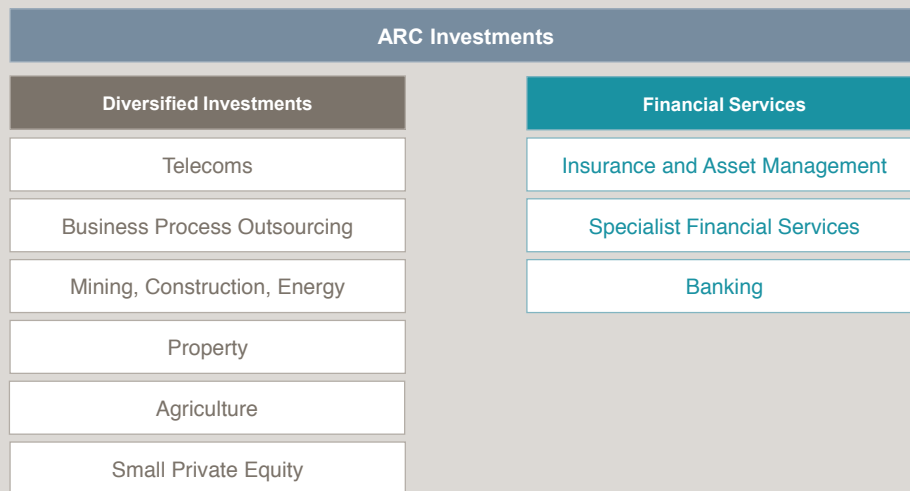 ARC Investments
Diversified Investments
Telecoms
Business Process Outsourcing
Mining, Construction, Energy
Property
Agriculture
Small Private Equity
Financial Services
Insurance and Asset Management
Specialist Financial Services
Banking